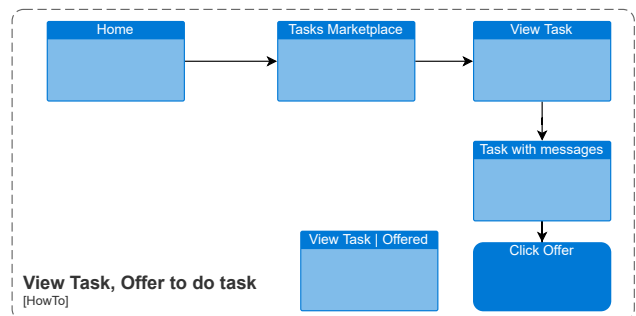 Home
Tasks Marketplace
View Task
Task with messages
View Task | Offered
Click Offer
View Task, Offer to do task
[HowTo]